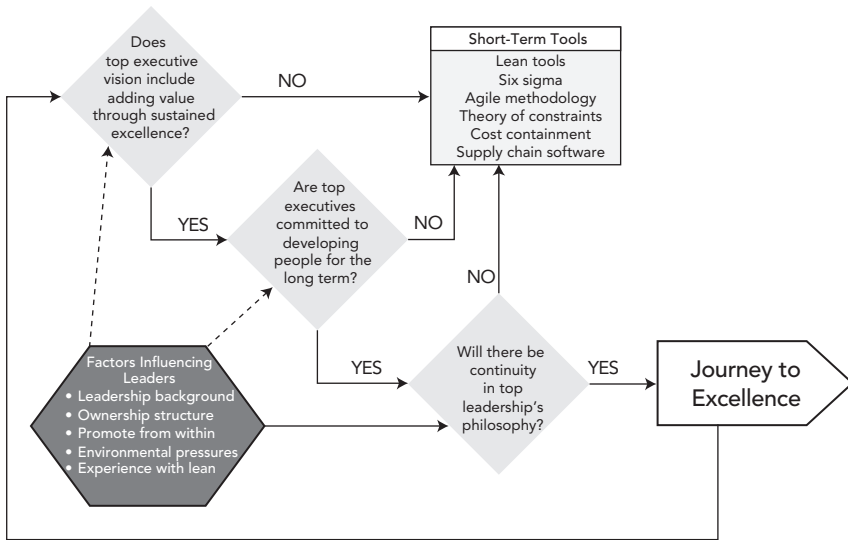 Does
top executive
vision include
adding value
through sustained
excellence?
NO
Short-Term Tools
Lean tools
Six sigma
Agile methodology
Theory of constraints
Cost containment
Supply chain software
YES
Are top
executives
committed to
developing
people for the
long term?
NO
NO
YES
Will there be
continuity
in top
leadership's
philosophy?
YES
Journey to
Excellence
Factors Influencing
Leaders
• Leadership background
• Ownership structure
• Promote from within
• Environmental pressures
• Experience with lean